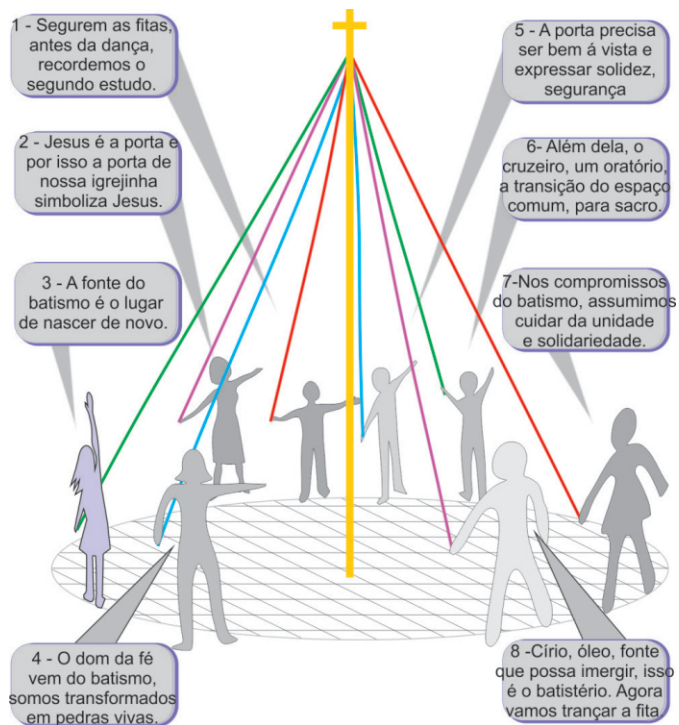 1 - Segurem as fitas,
antes da dança,
recordemos o
segundo estudo.
2 - Jesus é a porta e
por isso a porta de
nossa igrejinha
simboliza Jesus.
3 - A fonte do
batismo é o lugar
de nascer de novo.
4 - O dom da fé
vem do batismo,
somos transformados
em pedras vivas.
5 - A porta precisa
ser bem á vista e
expressar solidez,
segurança
6- Além dela, o
cruzeiro, um oratório,
a transição do espaço
comum, para sacro.
7-Nos compromissos
do batismo, assumimos
cuidar da unidade
e solidariedade.
8 -Círio, óleo, fonte
que possa imergir, isso
é o batistério. Agora
vamos trançar a fita.